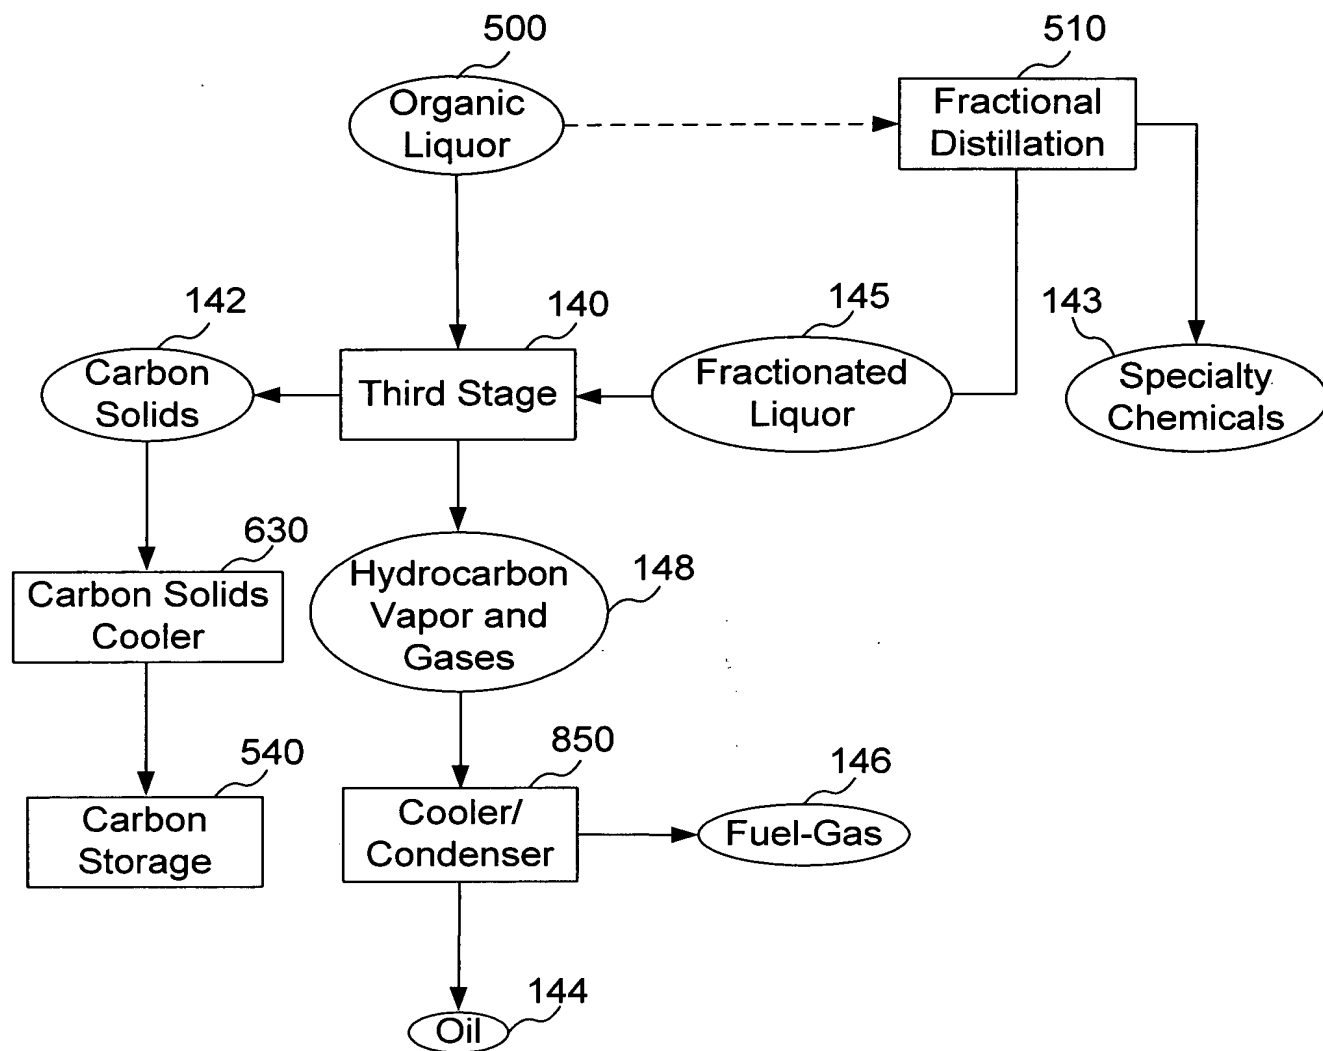 500
Organic
Liquor
510
Fractional
Distillation
142
Carbon
Solids
140
Third Stage
145
Fractionated
Liquor
143
Specialty
Chemicals
630
Carbon Solids
Cooler
Hydrocarbon
Vapor and
Gases
148
540
Carbon
Storage
850
Cooler/
Condenser
146
Fuel-Gas
144
Oil